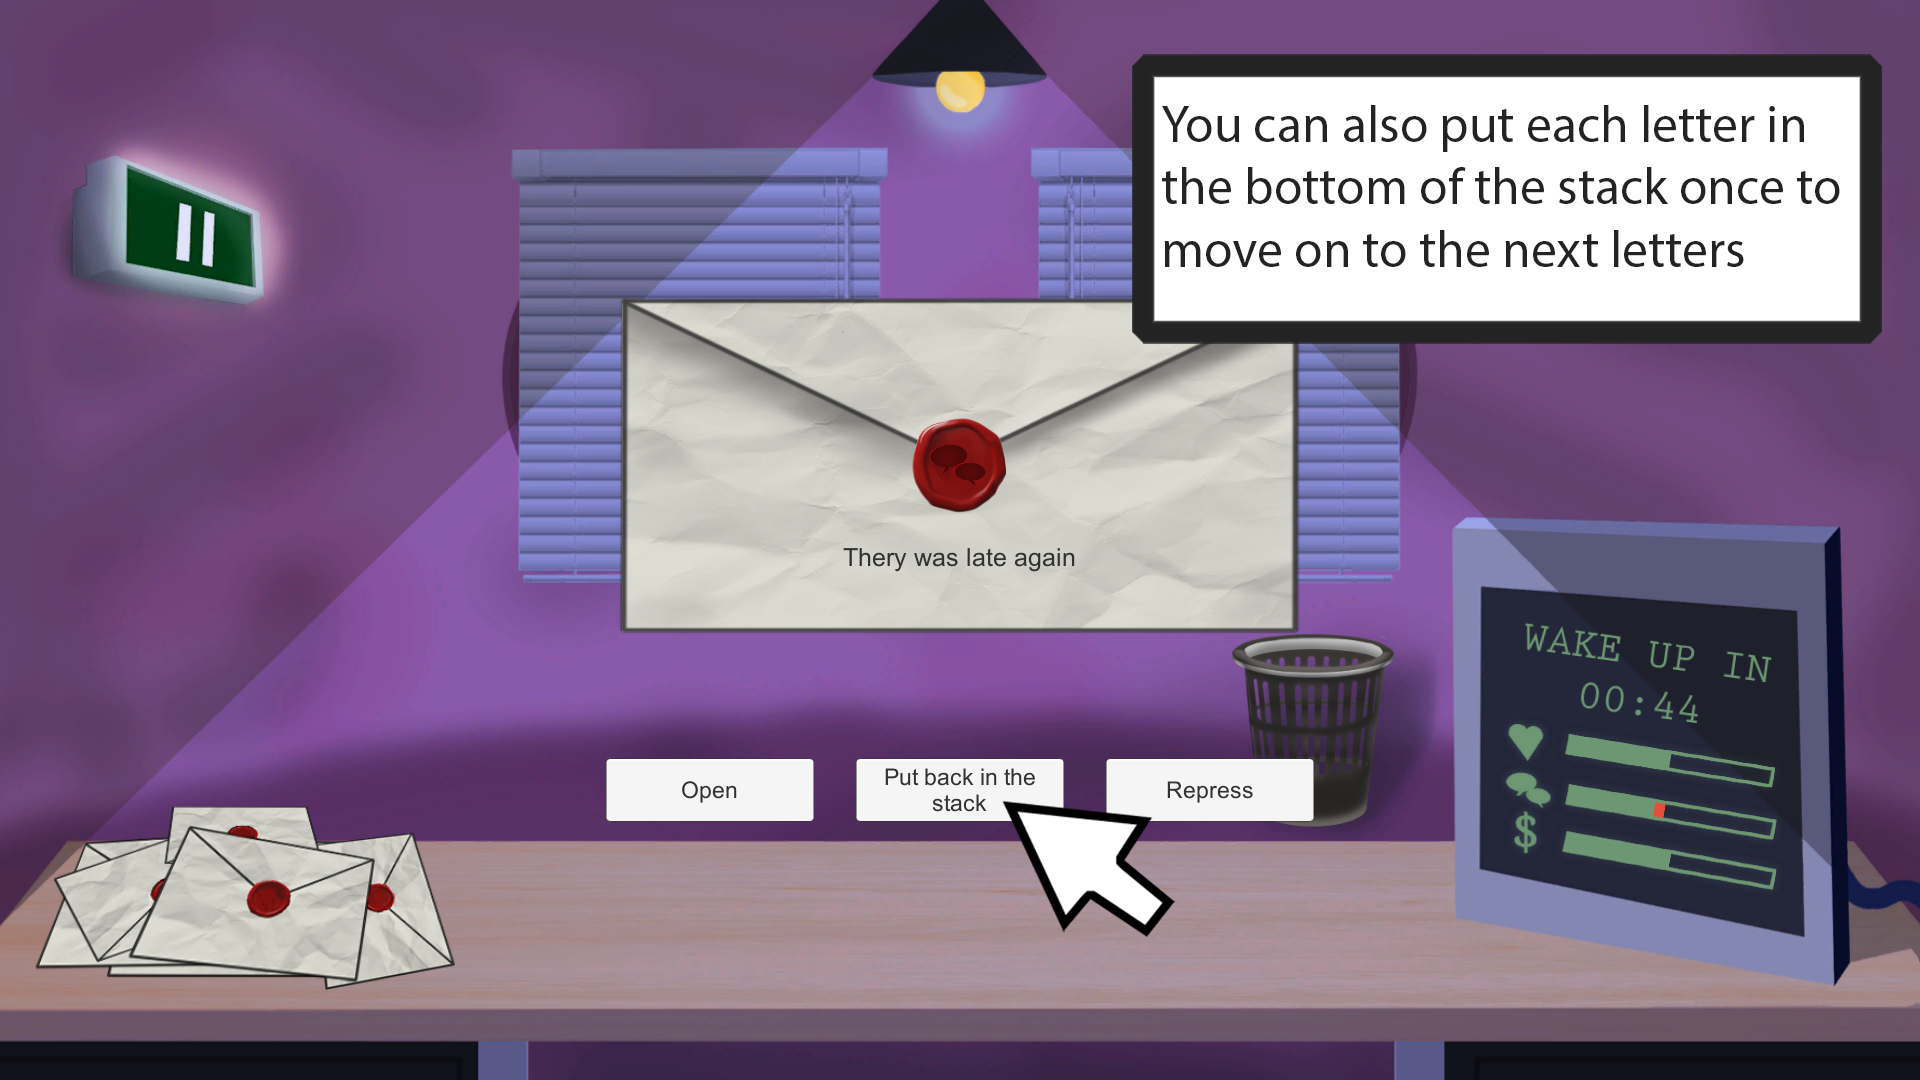 You can also put each letter in
the bottom of the stack once to
move on to the next letters
Thery was late again
WAKE UP IN
00:44
$
Open
Put back in the
stack
Repress